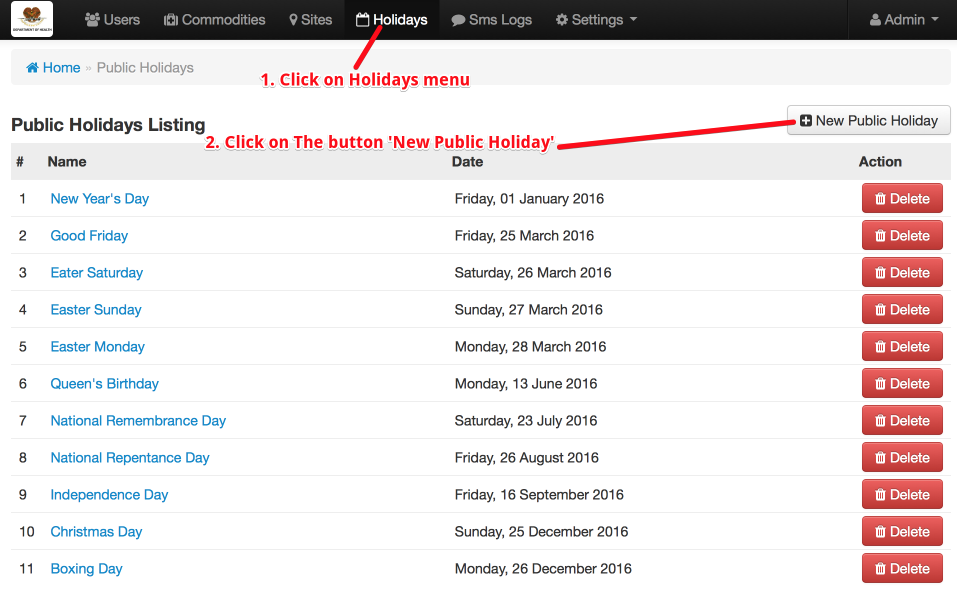 Users Commodities Sites Holidays Sms Logs Settings Admin
DEPARTMENT OF HEALTH
Home » Public Holidays
1. Click on Holidays menu
Public Holidays Listing
New Public Holiday
2. Click on The button 'New Public Holiday'
# Name Date Action
1 New Year's Day Friday, 01 January 2016 Delete
2 Good Friday Friday, 25 March 2016 Delete
3 Eater Saturday Saturday, 26 March 2016 Delete
4 Easter Sunday Sunday, 27 March 2016 Delete
5 Easter Monday Monday, 28 March 2016 Delete
6 Queen's Birthday Monday, 13 June 2016 Delete
7 National Remembrance Day Saturday, 23 July 2016 Delete
8 National Repentance Day Friday, 26 August 2016 Delete
9 Independence Day Friday, 16 September 2016 Delete
10 Christmas Day Sunday, 25 December 2016 Delete
11 Boxing Day Monday, 26 December 2016 Delete